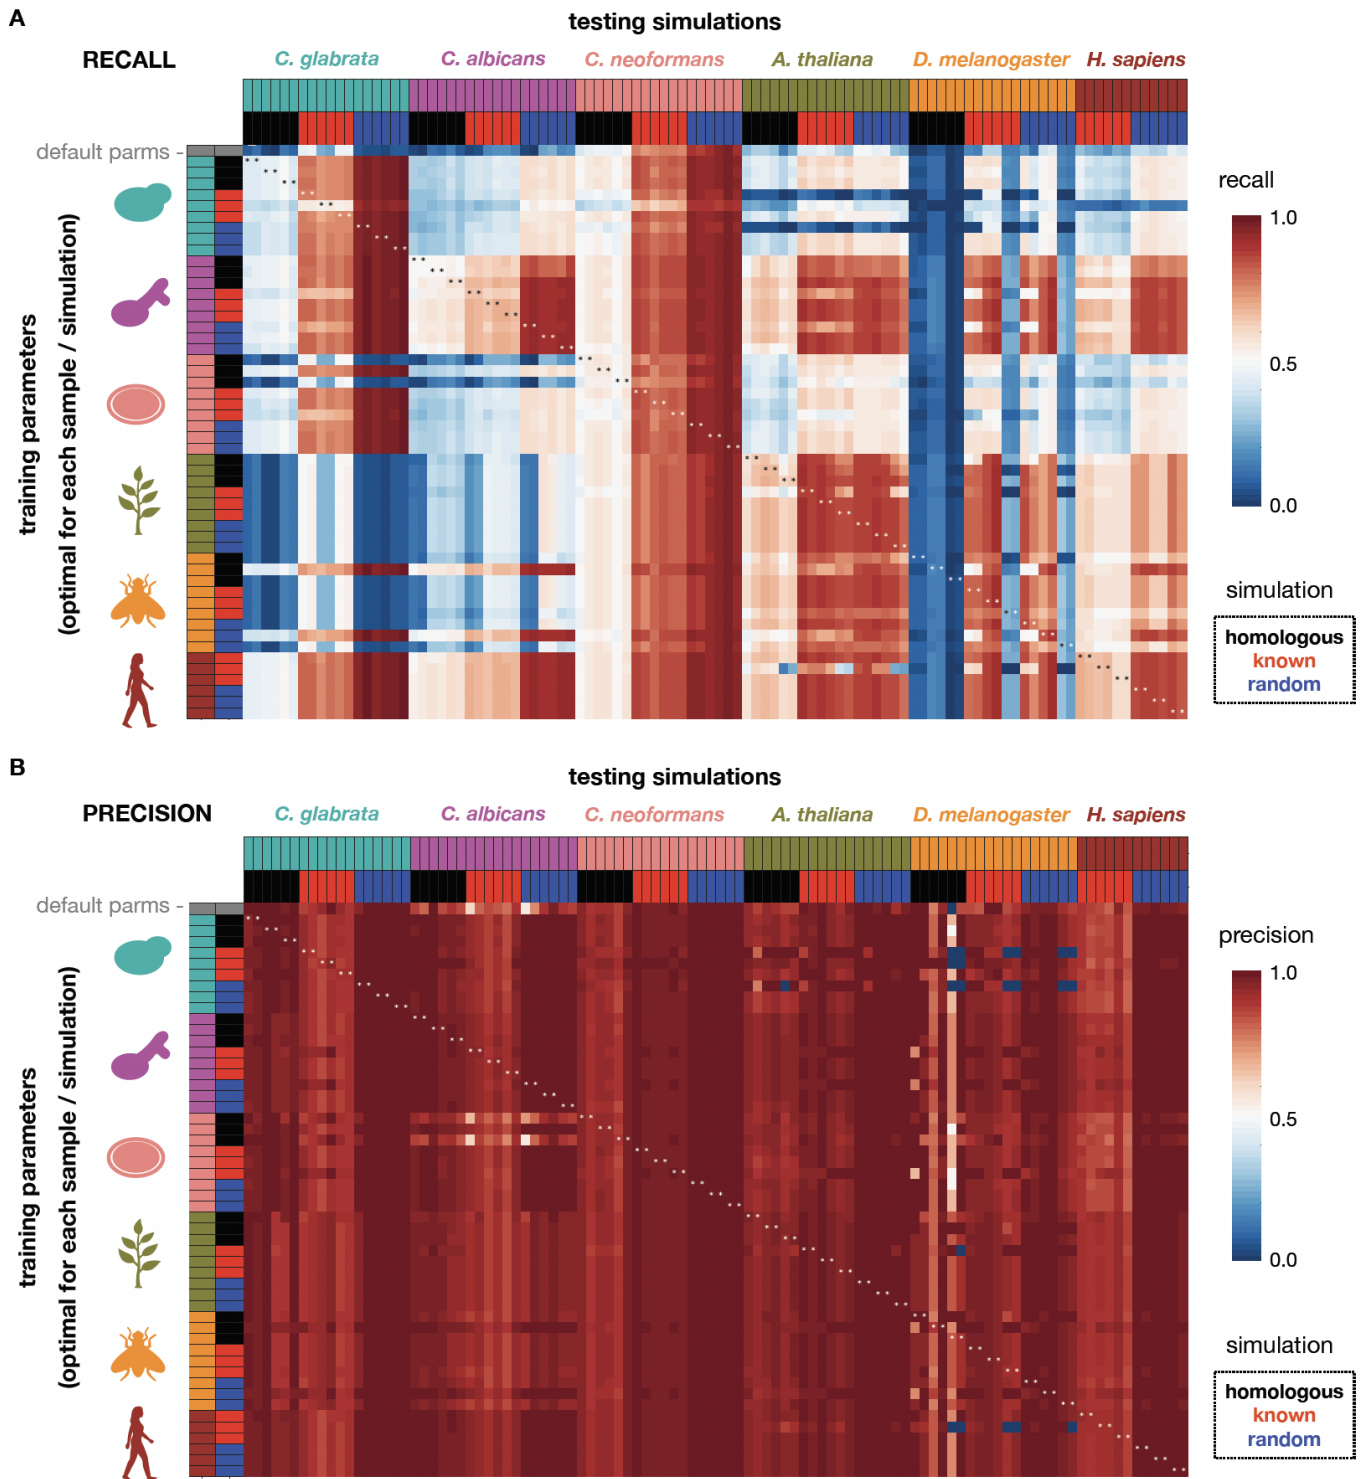 A
testing simulations
RECALL
C. glabrata
C. albicans
C. neoformans
A. thaliana
D. melanogaster
H. sapiens
default parms -
training parameters
(optimal for each sample / simulation)
recall
1.0
0.5
0.0
simulation
homologous
known
random
B
testing simulations
PRECISION
C. glabrata
C. albicans
C. neoformans
A. thaliana
D. melanogaster
H. sapiens
default parms -
training parameters
(optimal for each sample / simulation)
precision
1.0
0.5
0.0
simulation
homologous
known
random